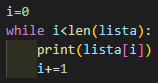 i=0
while i<len(lista):
    print(lista[i])
    i+=1